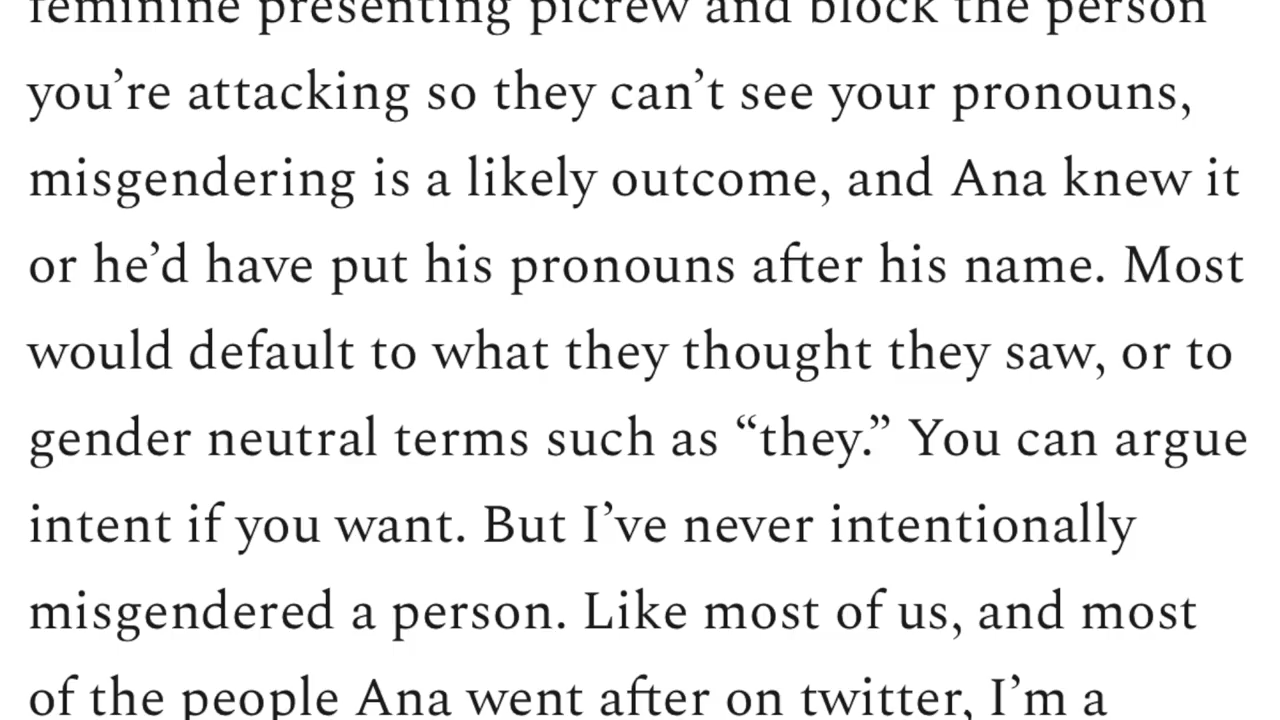 feminine presenting picrew and block the person
you’re attacking so they can’t see your pronouns,
misgendering is a likely outcome, and Ana knew it
or he’d have put his pronouns after his name. Most
would default to what they thought they saw, or to
gender neutral terms such as “they.” You can argue
intent if you want. But I’ve never intentionally
misgendered a person. Like most of us, and most
of the people Ana went after on twitter, I’m a